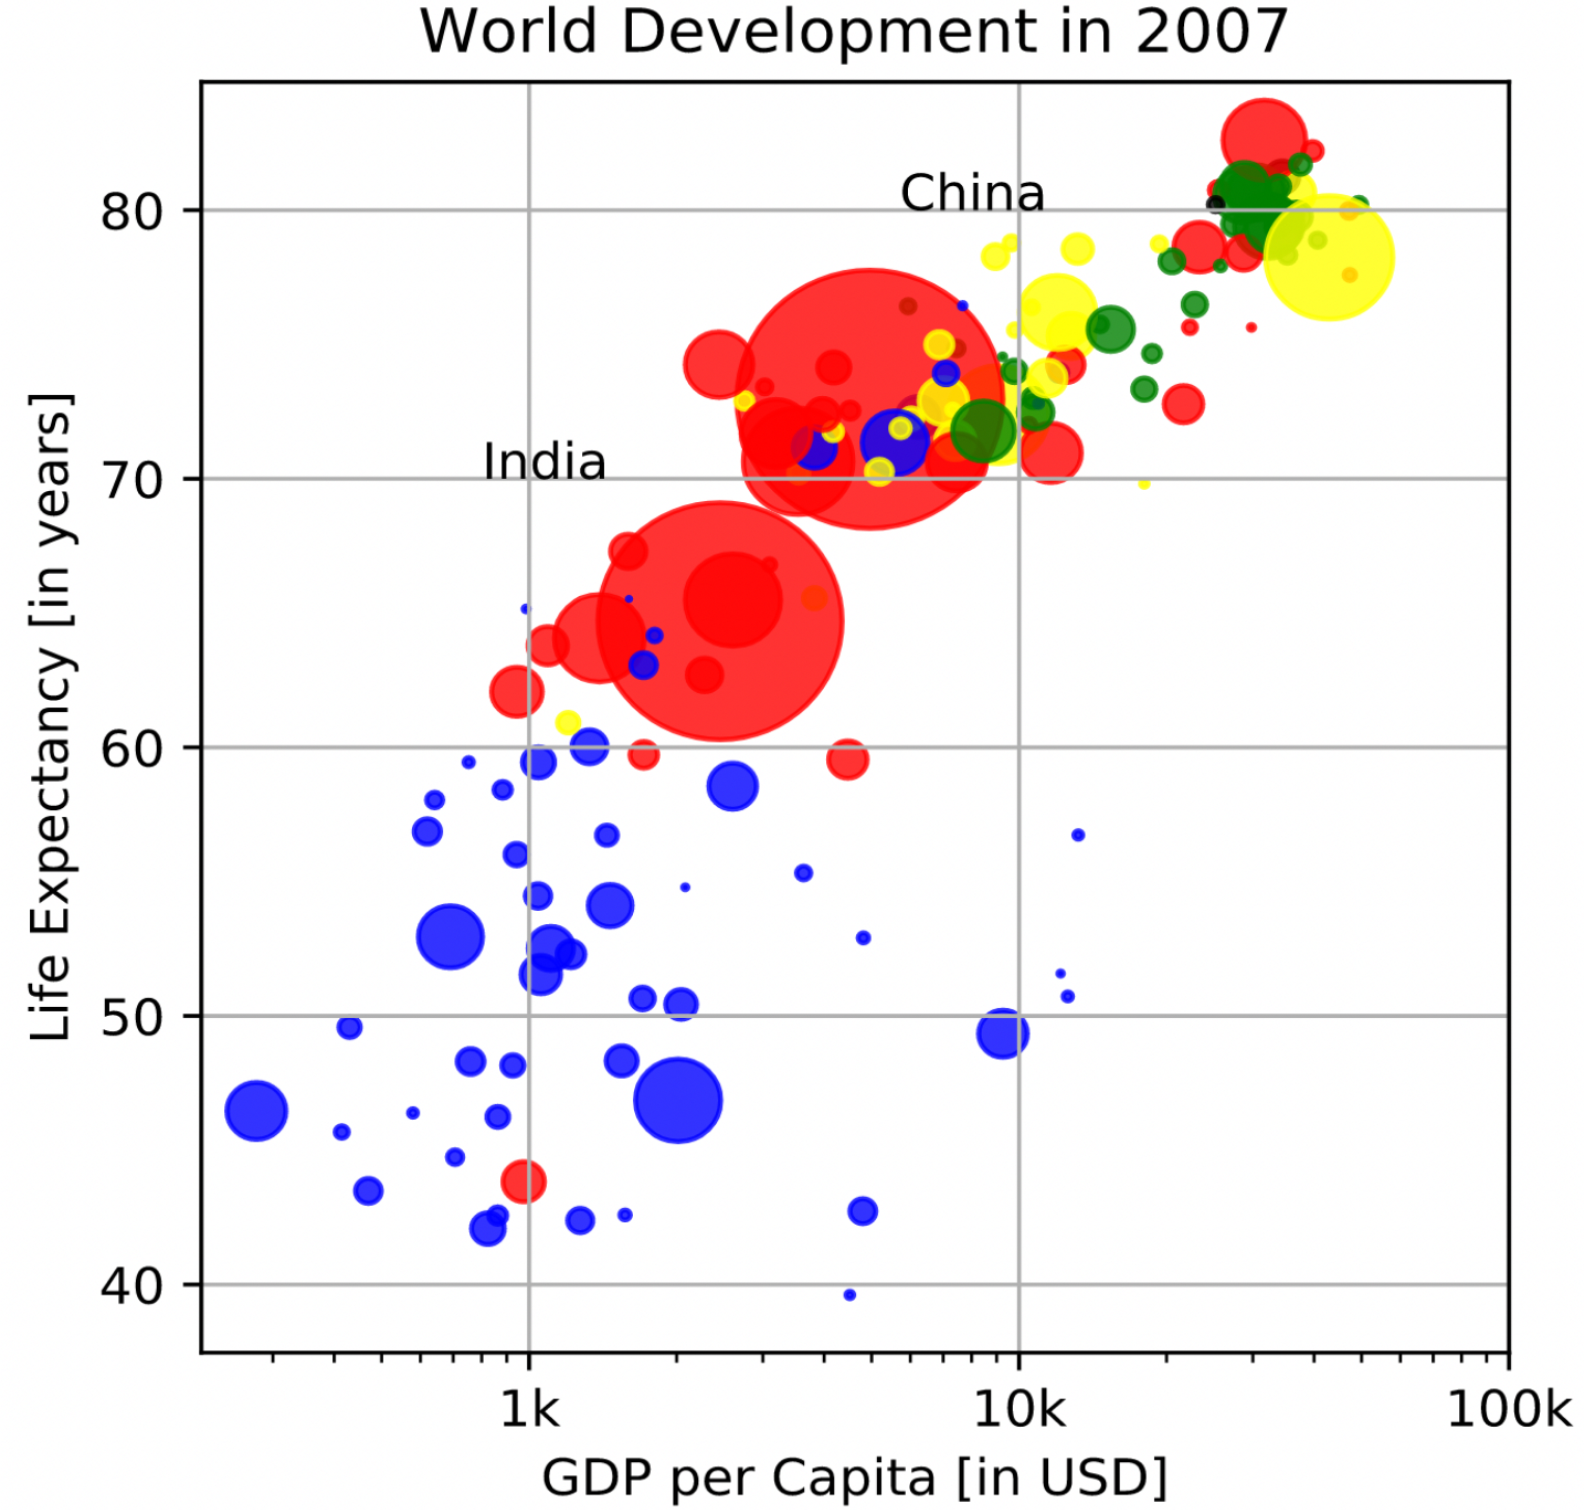 World Development in 2007
China
India
80
70
60
50
40
Life Expectancy [in years]
1k 10k 100k
GDP per Capita [in USD]